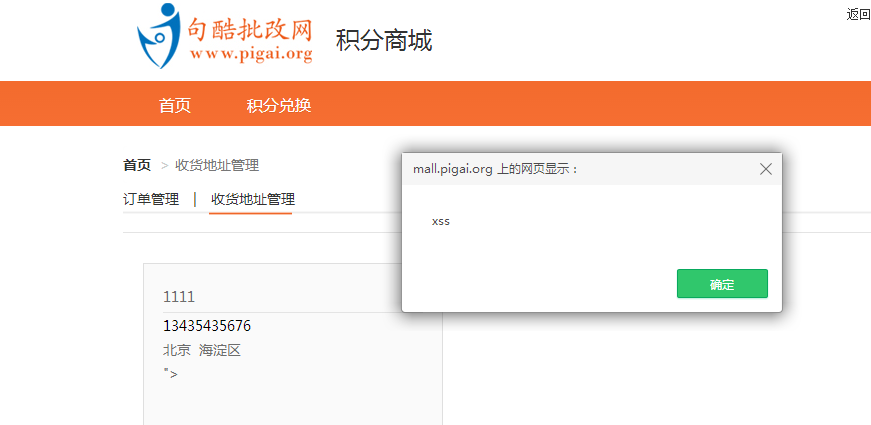 返回
句酷批改网
www.pigai.org
积分商城
首页 积分兑换
首页 > 收货地址管理
订单管理 | 收货地址管理
mall.pigai.org 上的网页显示：
xss
确定
1111
13435435676
北京 海淀区
">